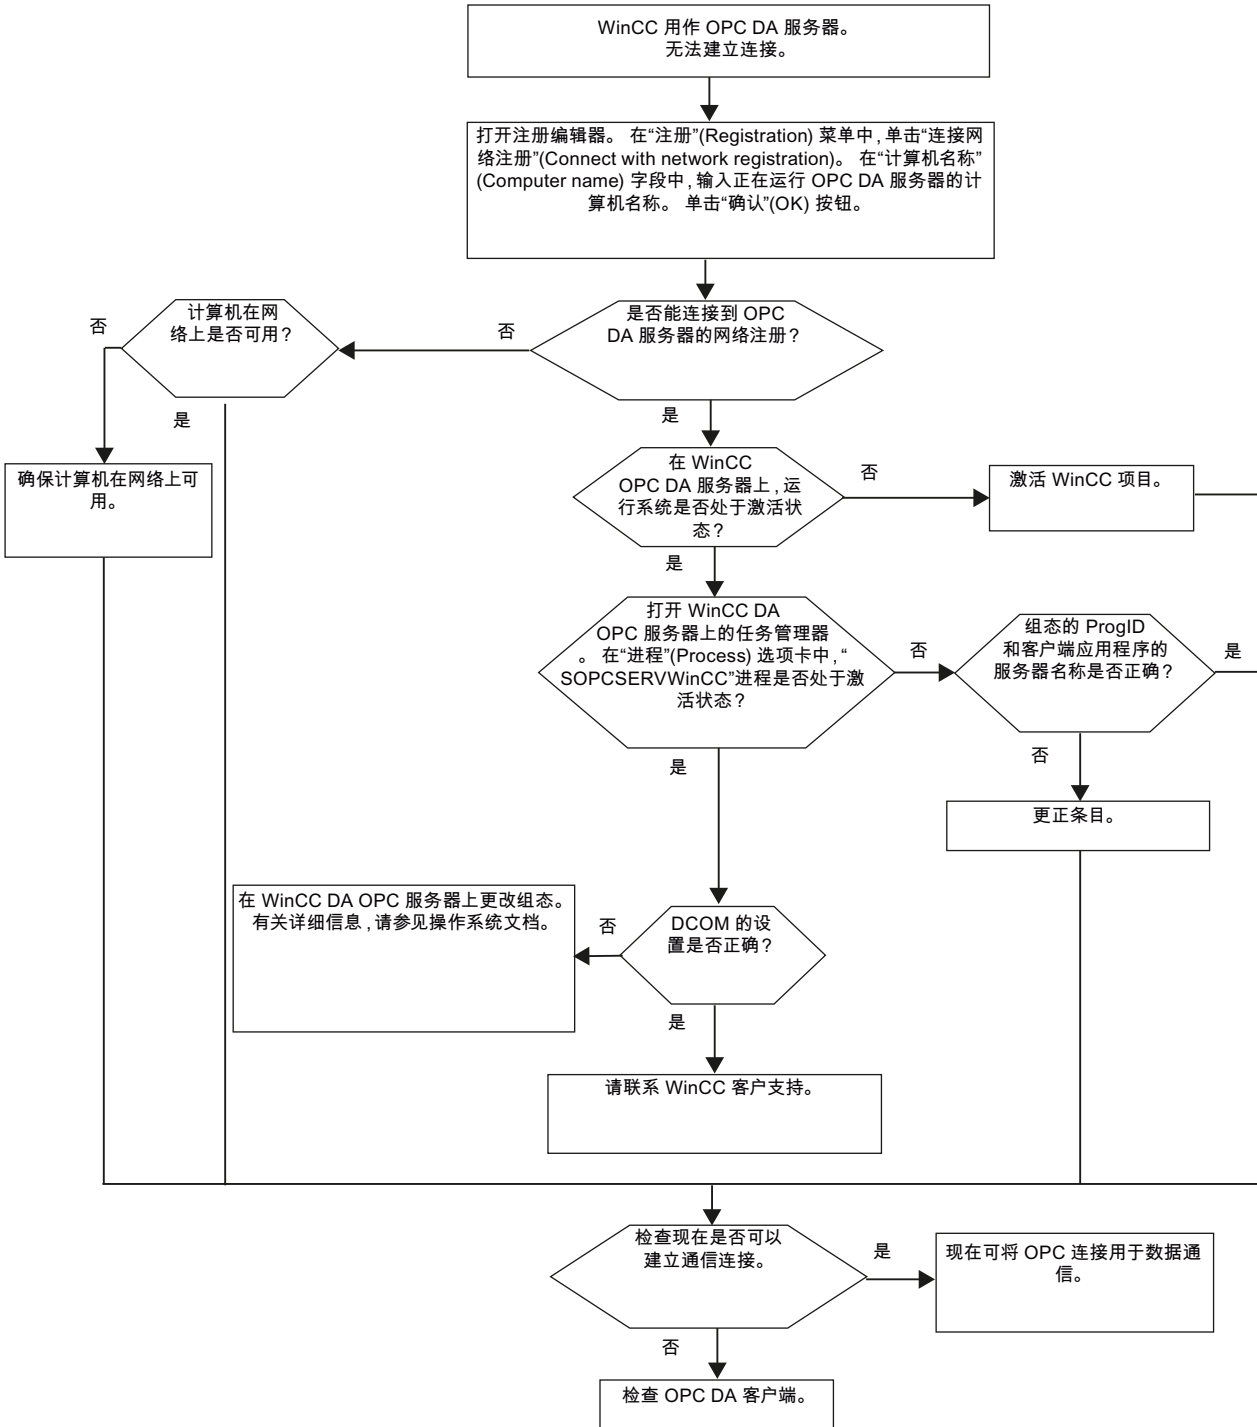 WinCC 用作 OPC DA 服务器。
无法建立连接。
打开注册编辑器。 在“注册”(Registration) 菜单中,单击“连接网
络注册”(Connect with network registration)。 在“计算机名称”
(Computer name) 字段中,输入正在运行 OPC DA 服务器的计
算机名称。 单击“确认”(OK) 按钮。
计算机在网
络上是否可用?
否
否
是否能连接到 OPC
DA 服务器的网络注册?
是
是
确保计算机在网络上可
用。
在 WinCC
OPC DA 服务器上,运
行系统是否处于激活状
态?
否
激活 WinCC 项目。
是
打开 WinCC DA
OPC 服务器上的任务管理器
。 在“进程”(Process) 选项卡中,“
SOPCSERVWinCC”进程是否处于激
活状态?
否
组态的 ProgID
和客户端应用程序的
服务器名称是否正确?
是
是
否
更正条目。
在 WinCC DA OPC 服务器上更改组态。
有关详细信息,请参见操作系统文档。
否
DCOM 的设
置是否正确?
是
请联系 WinCC 客户支持。
检查现在是否可以
建立通信连接。
是
现在可将 OPC 连接用于数据通
信。
否
检查 OPC DA 客户端。